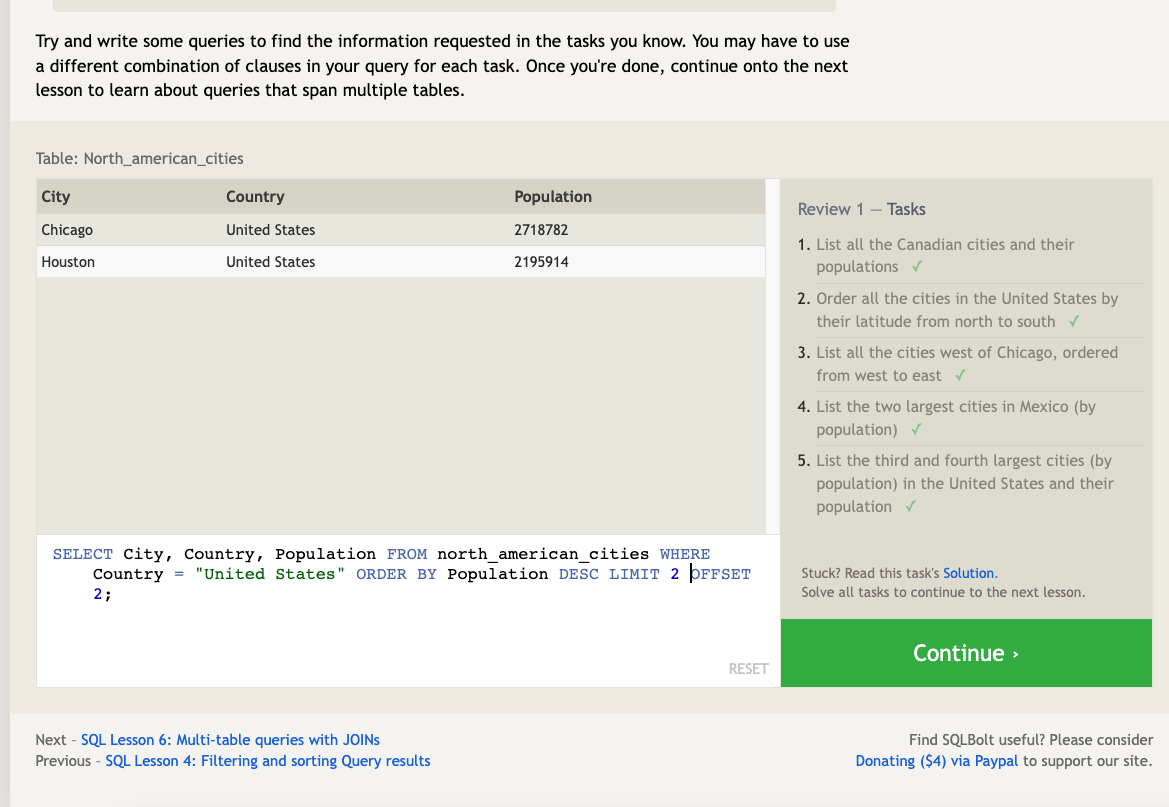 Try and write some queries to find the information requested in the tasks you know. You may have to use
a different combination of clauses in your query for each task. Once you're done, continue onto the next
lesson to learn about queries that span multiple tables.
Table: North_american_cities
City Country Population
Chicago United States 2718782
Houston United States 2195914
SELECT City, Country, Population FROM north_american_cities WHERE
Country = "United States" ORDER BY Population DESC LIMIT 2 OFFSET
2;
RESET
Review 1 — Tasks
1. List all the Canadian cities and their
populations ✓
2. Order all the cities in the United States by
their latitude from north to south ✓
3. List all the cities west of Chicago, ordered
from west to east ✓
4. List the two largest cities in Mexico (by
population) ✓
5. List the third and fourth largest cities (by
population) in the United States and their
population ✓
Stuck? Read this task's Solution.
Solve all tasks to continue to the next lesson.
Continue ›
Next – SQL Lesson 6: Multi-table queries with JOINs
Previous – SQL Lesson 4: Filtering and sorting Query results
Find SQLBolt useful? Please consider
Donating ($4) via Paypal to support our site.